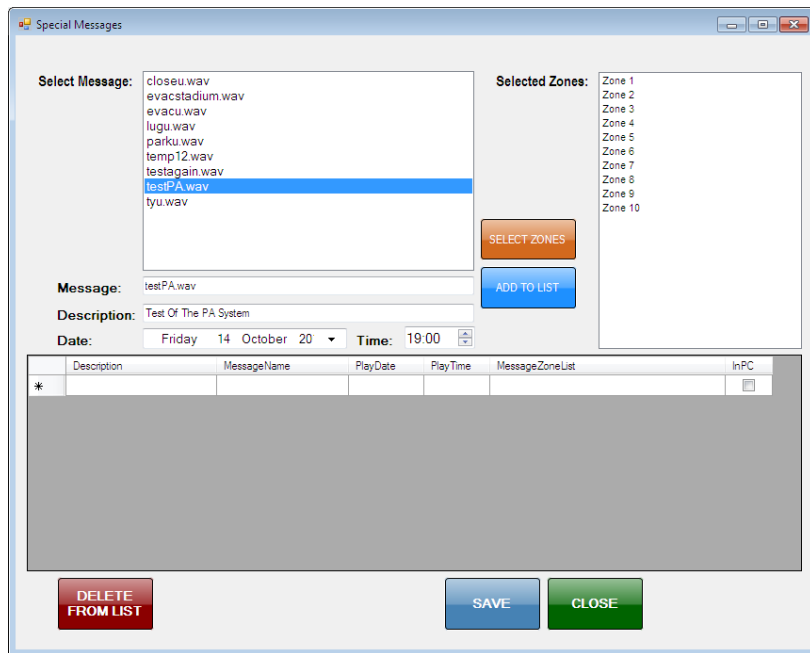 Special Messages
Select Message:
closeu.wav
evacstadium.wav
evacu.wav
lugu.wav
parku.wav
temp12.wav
testagain.wav
testPA.wav
tyu.wav
Selected Zones:
Zone 1
Zone 2
Zone 3
Zone 4
Zone 5
Zone 6
Zone 7
Zone 8
Zone 9
Zone 10
SELECT ZONES
ADD TO LIST
Message: testPA.wav
Description: Test Of The PA System
Date: Friday 14 October 20 Time: 19:00
Description MessageName PlayDate PlayTime MessageZoneList InPC
DELETE
FROM LIST
SAVE
CLOSE